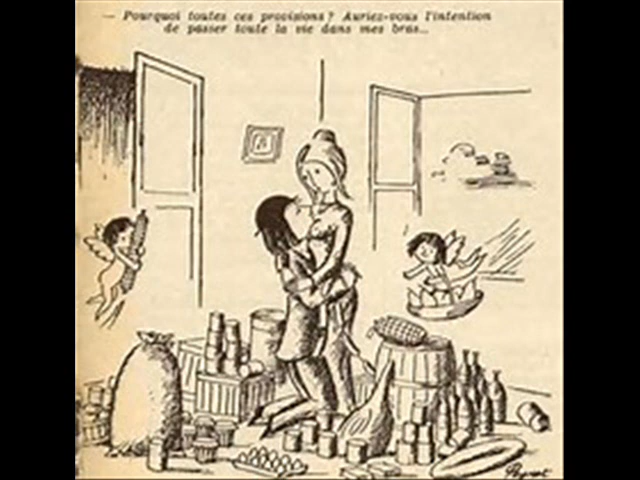 — Pourquoi toutes ces provisions ? Auriez-vous l'intention
de passer toute la vie dans mes bras...
Peynet